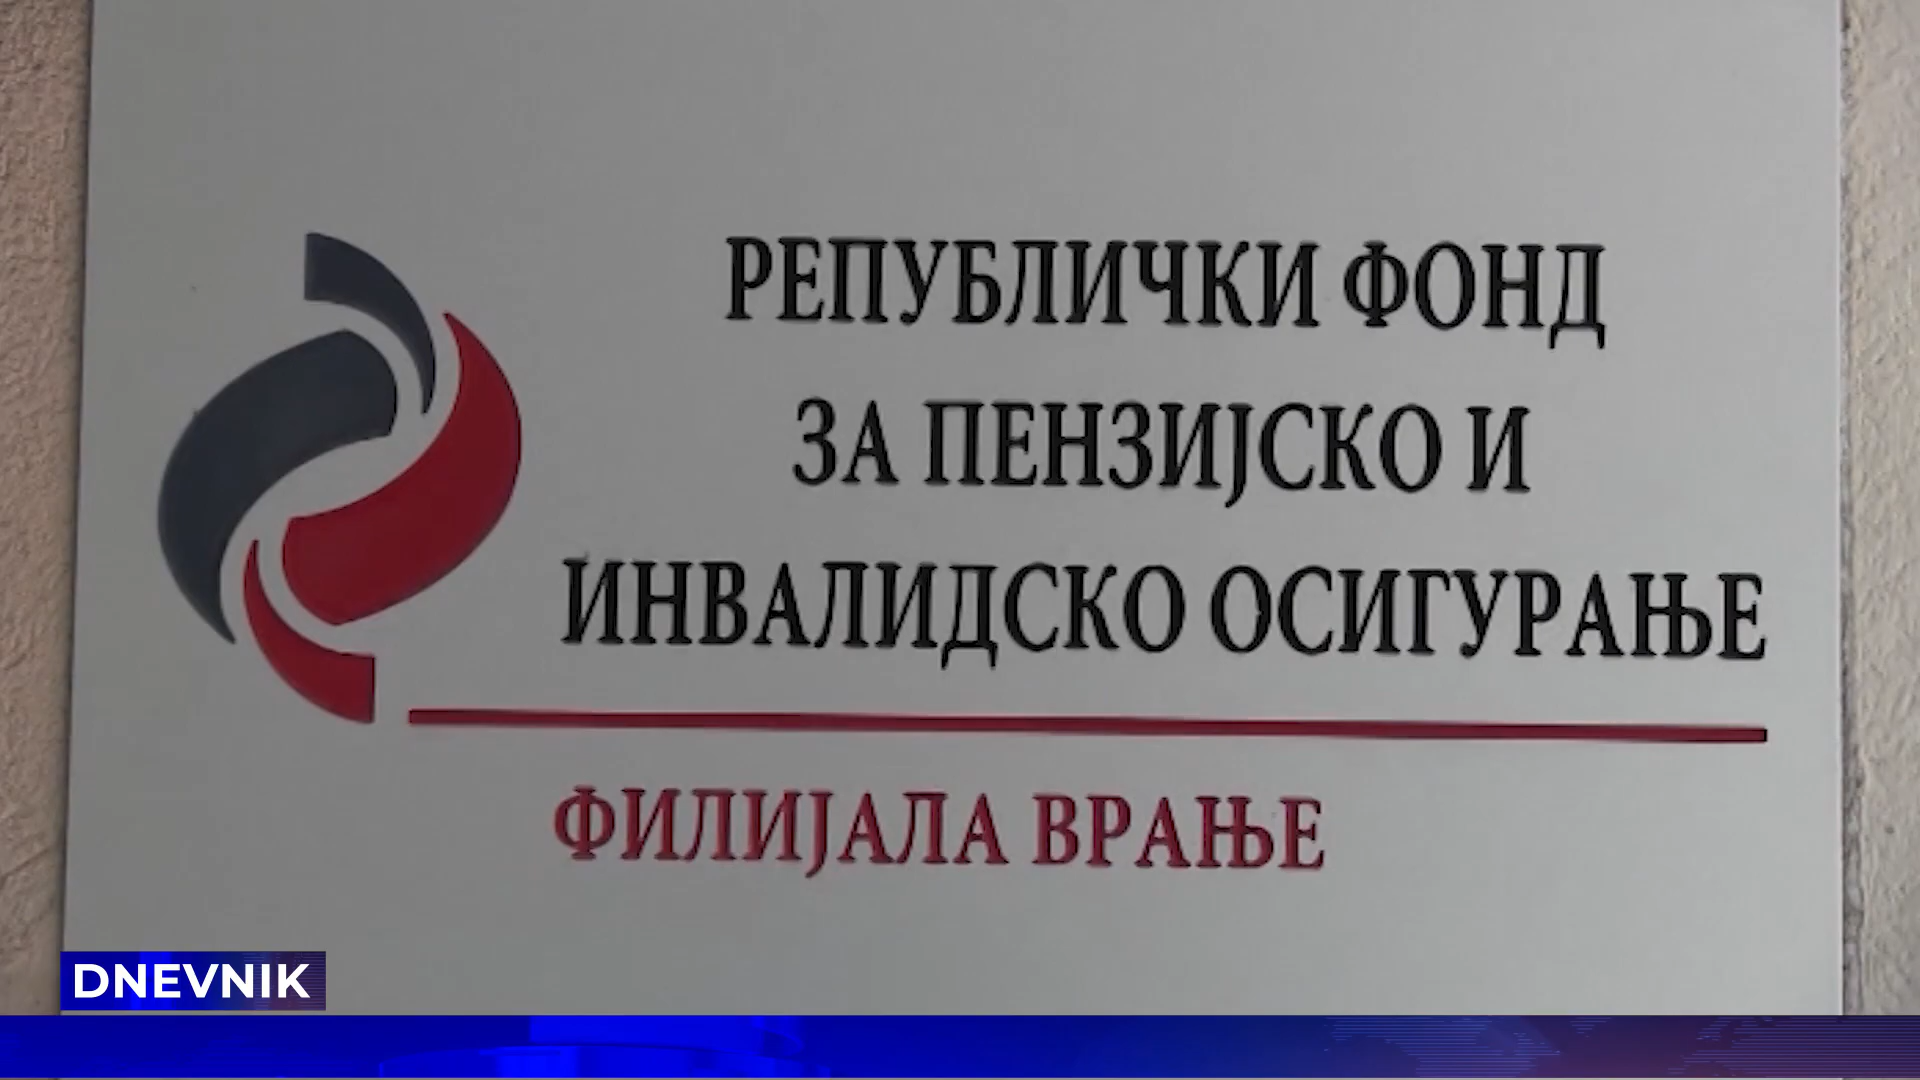 РЕПУБЛИЧКИ ФОНД
ЗА ПЕНЗИЈСКО И
ИНВАЛИДСКО ОСИГУРАЊЕ
ФИЛИЈАЛА ВРАЊЕ
DNEVNIK